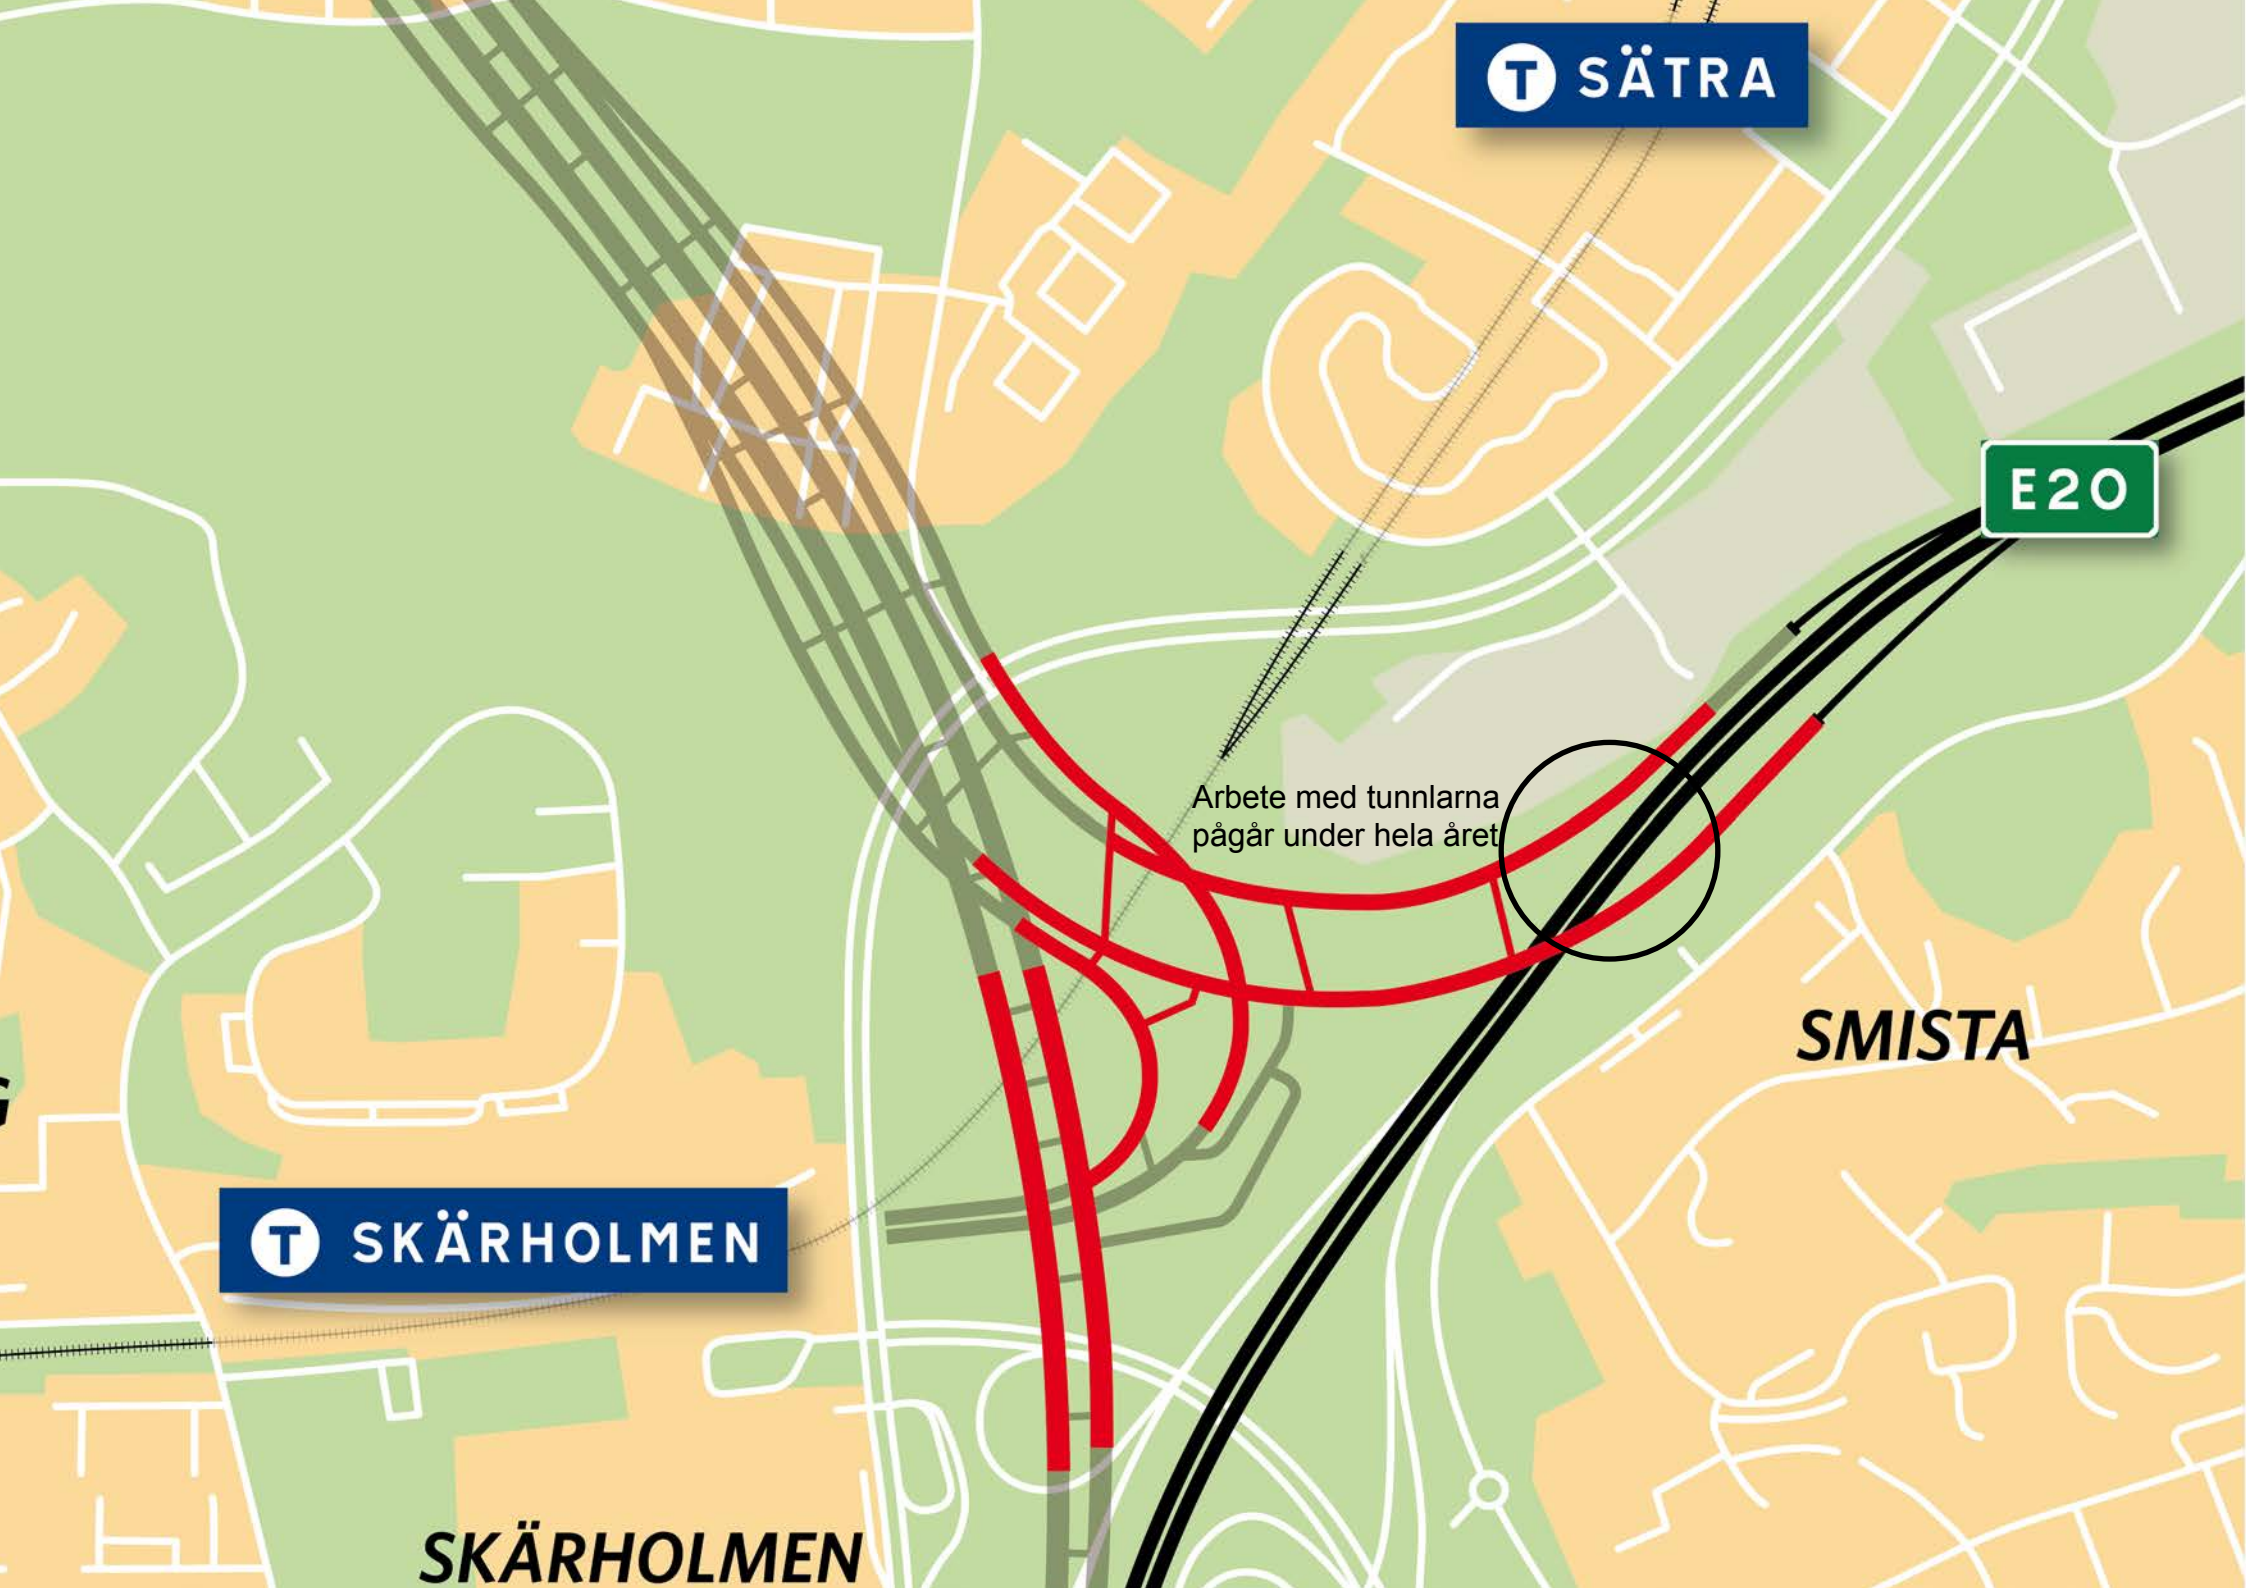 T SÄTRA
E20
Arbete med tunnlarna
pågår under hela året
SMISTA
G
T SKÄRHOLMEN
SKÄRHOLMEN